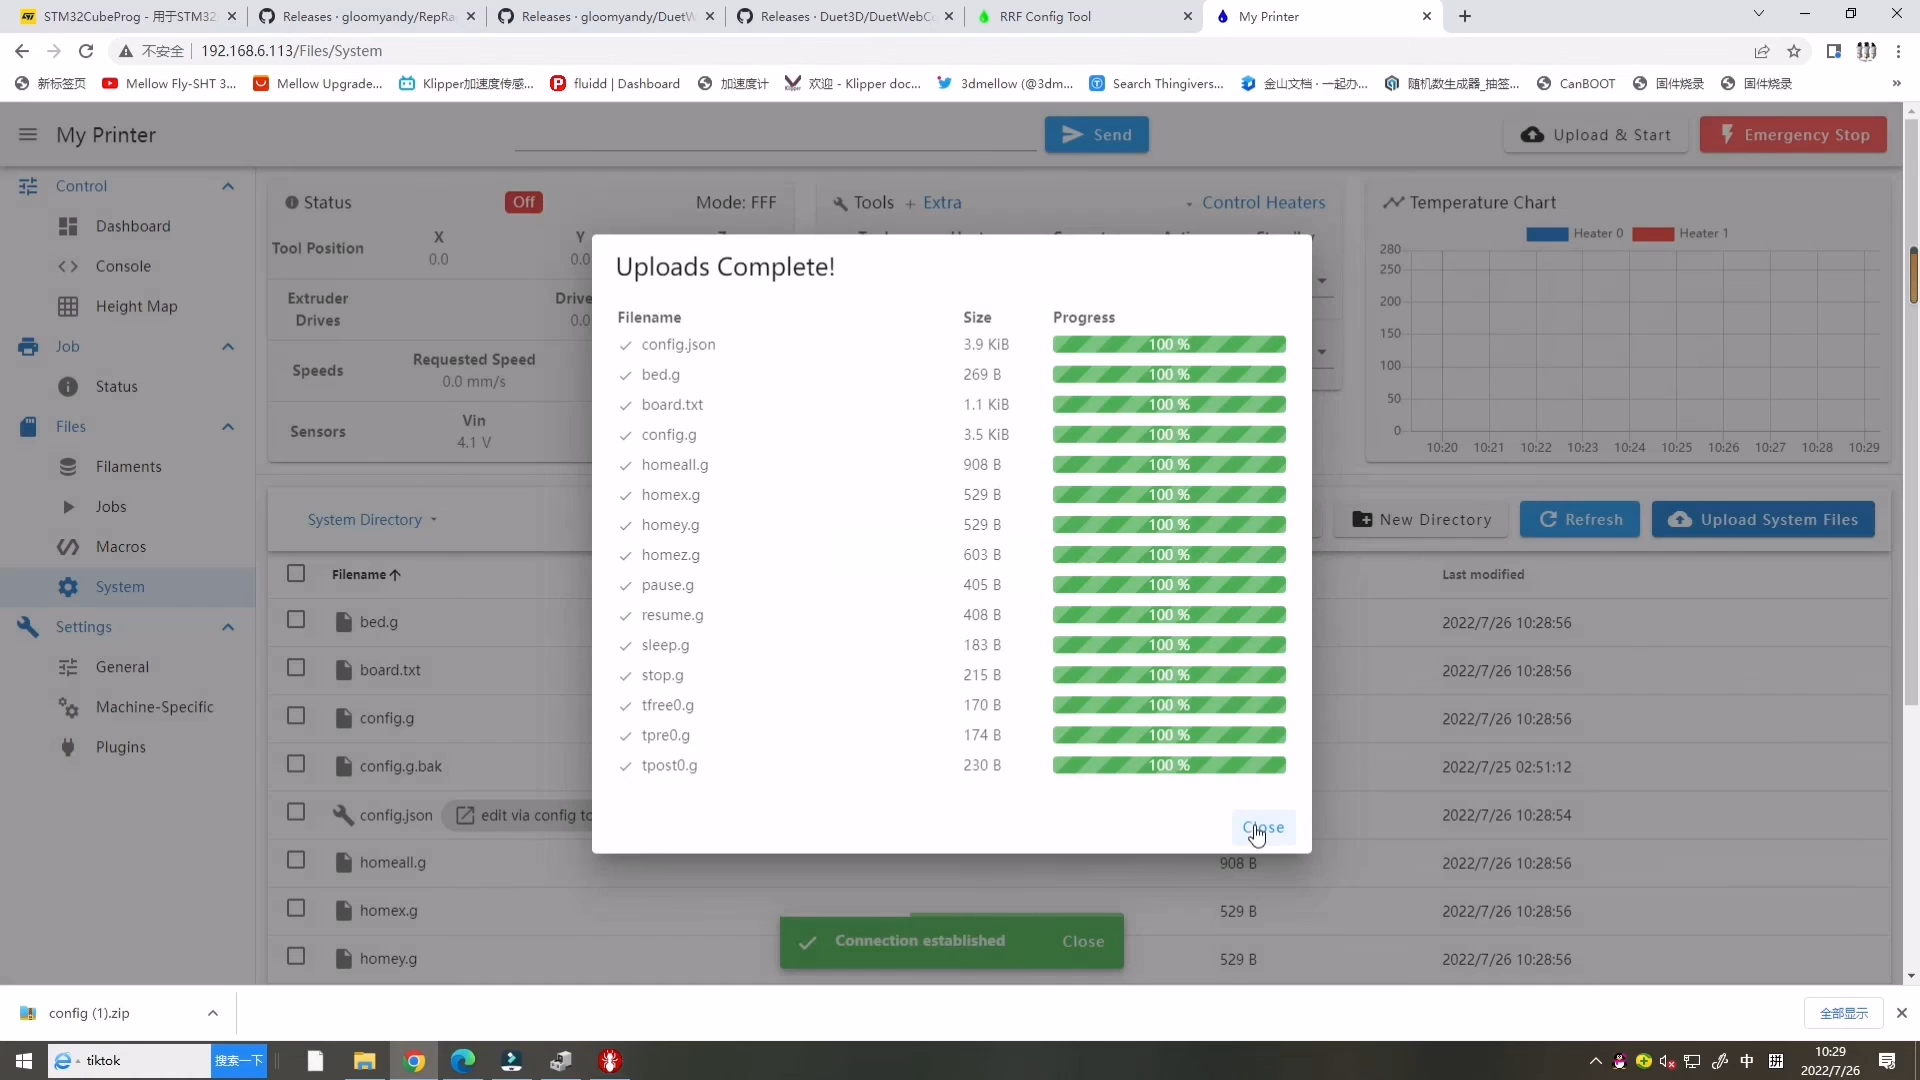 STM32CubeProg - 用于STM32
Releases · gloomyandy/RepRa
Releases · gloomyandy/DuetW
Releases · Duet3D/DuetWebCo
RRF Config Tool
My Printer
不安全
192.168.6.113/Files/System
新标签页
Mellow Fly-SHT 3...
Mellow Upgrade...
Klipper加速度传感...
fluidd | Dashboard
加速度计
欢迎 - Klipper doc...
3dmellow (@3dm...
Search Thingivers...
金山文档 · 一起办...
随机数生成器_抽签...
CanBOOT
固件烧录
固件烧录
My Printer
Send
Upload & Start
Emergency Stop
Control
Dashboard
Console
Height Map
Job
Status
Files
Filaments
Jobs
Macros
System
Settings
General
Machine-Specific
Plugins
Status
Off
Mode: FFF
Tool Position
X
Y
0.0
0.0
Extruder
Drives
Drive
0.0
Speeds
Requested Speed
0.0 mm/s
Sensors
Vin
4.1 V
Tools + Extra
Control Heaters
Temperature Chart
Heater 0
Heater 1
280
250
200
150
100
50
0
10:20 10:21 10:22 10:23 10:24 10:25 10:26 10:27 10:28 10:29
System Directory
New Directory
Refresh
Upload System Files
Filename
Last modified
bed.g
2022/7/26 10:28:56
board.txt
2022/7/26 10:28:56
config.g
2022/7/26 10:28:56
config.g.bak
2022/7/25 02:51:12
config.json
edit via config to
2022/7/26 10:28:54
homeall.g
908 B
2022/7/26 10:28:56
homex.g
529 B
2022/7/26 10:28:56
homey.g
529 B
2022/7/26 10:28:56
Uploads Complete!
Filename Size Progress
config.json 3.9 KiB 100 %
bed.g 269 B 100 %
board.txt 1.1 KiB 100 %
config.g 3.5 KiB 100 %
homeall.g 908 B 100 %
homex.g 529 B 100 %
homey.g 529 B 100 %
homez.g 603 B 100 %
pause.g 405 B 100 %
resume.g 408 B 100 %
sleep.g 183 B 100 %
stop.g 215 B 100 %
tfree0.g 170 B 100 %
tpre0.g 174 B 100 %
tpost0.g 230 B 100 %
Close
Connection established
Close
config (1).zip
全部显示
tiktok
搜索一下
中
10:29
2022/7/26